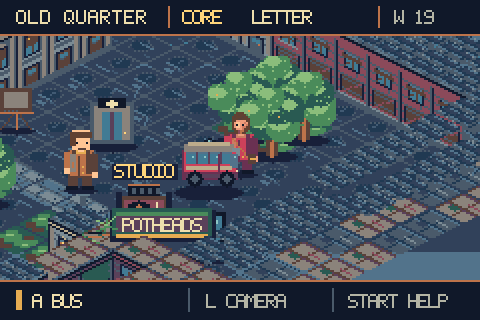 OLD QUARTER CORE LETTER W 19
STUDIO
POTHEADS
A BUS L CAMERA START HELP